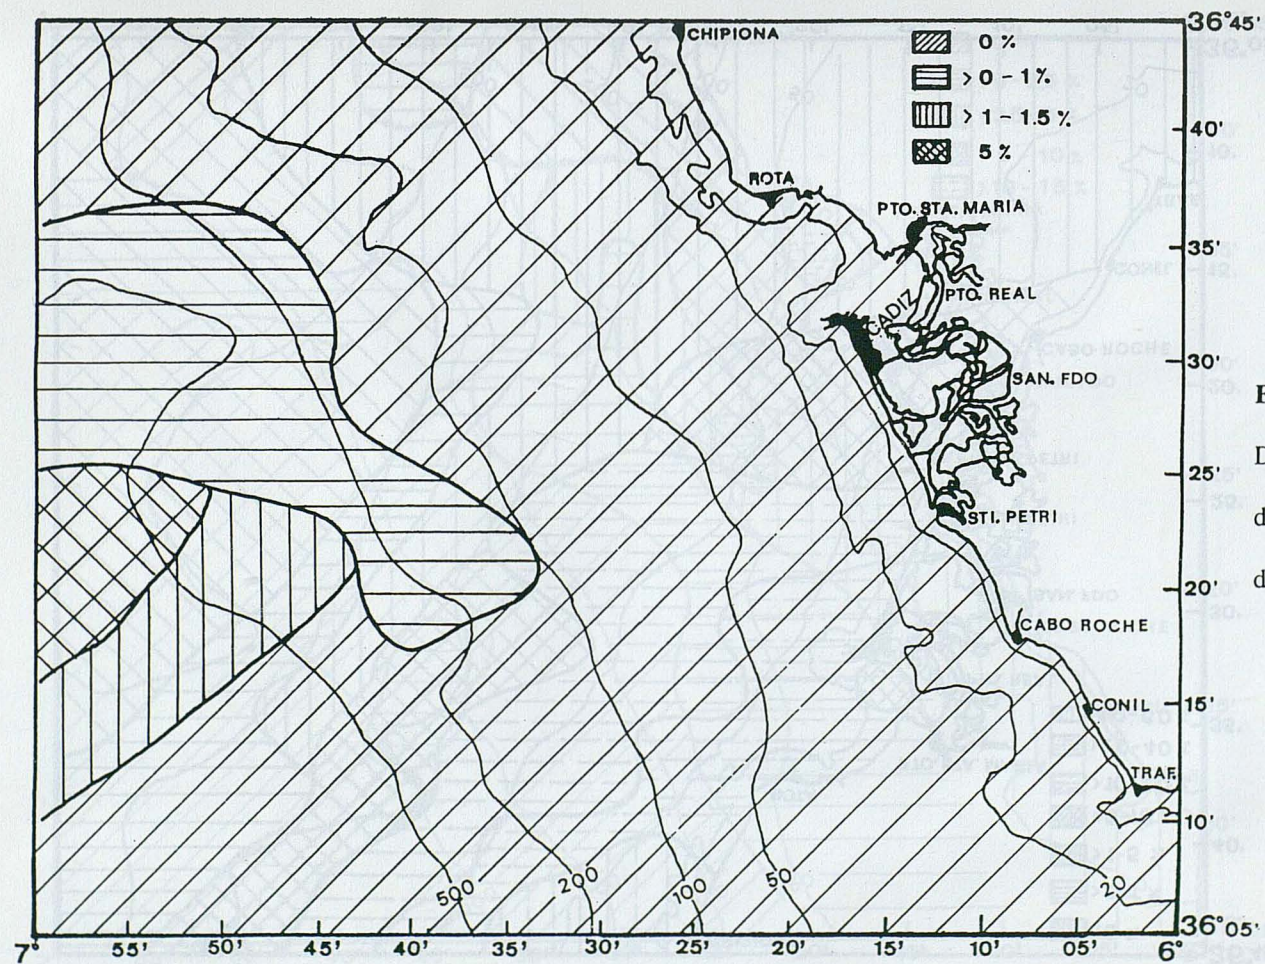 36°45'
CHIPIONA
0 %
> 0 - 1%
> 1 - 1.5 %
5 %
40'
ROTA
PTO. STA. MARIA
35'
PTO. REAL
CADIZ
30'
SAN. FDO
25'
STI. PETRI
20'
CABO ROCHE
15'
CONIL
TRAF.
10'
500
200
100
50
20
36°05'
7° 55' 50' 45' 40' 35' 30' 25' 20' 15' 10' 05' 6°
D
d
d